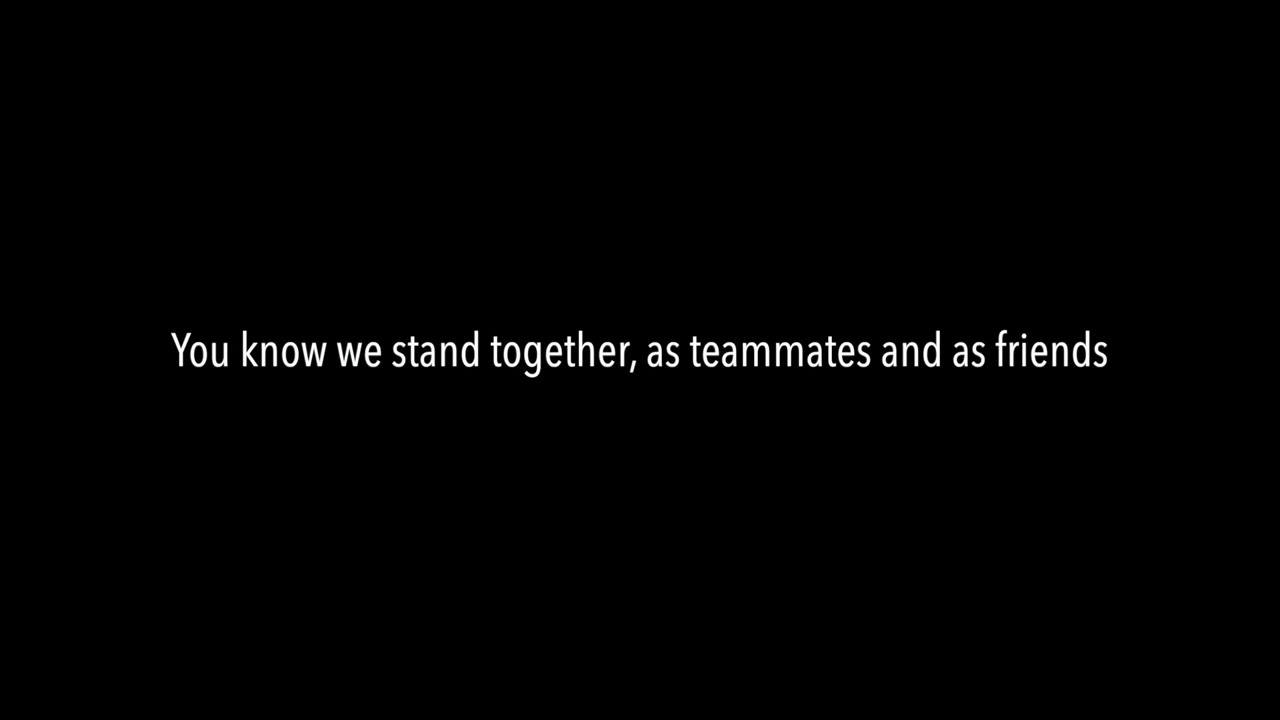 You know we stand together, as teammates and as friends